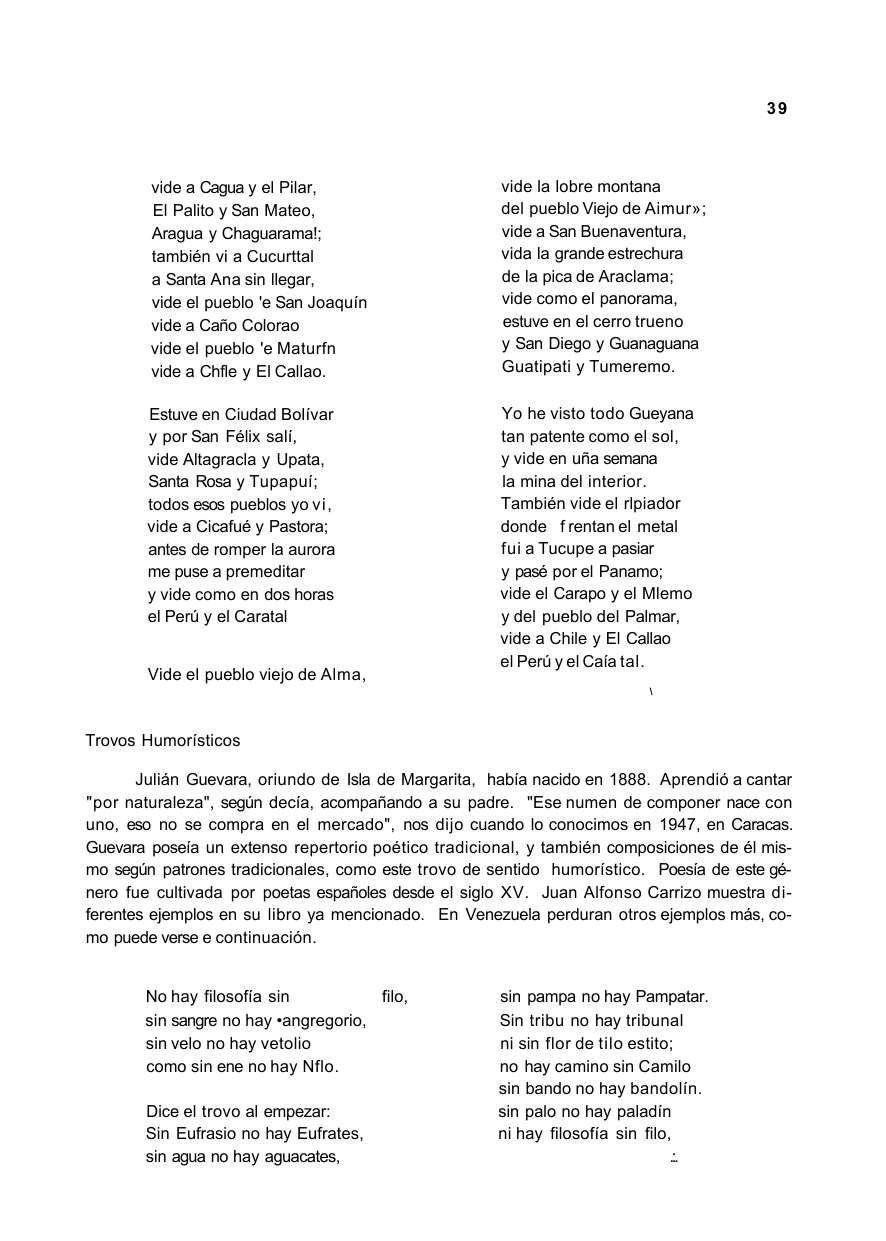 39
vide a Cagua y el Pilar,
El Palito y San Mateo,
Aragua y Chaguarama!;
también vi a Cucurttal
a Santa Ana sin llegar,
vide el pueblo 'e San Joaquín
vide a Caño Colorao
vide el pueblo 'e Maturfn
vide a Chfle y El Callao.
Estuve en Ciudad Bolívar
y por San Félix salí,
vide Altagracla y Upata,
Santa Rosa y Tupapuí;
todos esos pueblos yo vi,
vide a Cicafué y Pastora;
antes de romper la aurora
me puse a premeditar
y vide como en dos horas
el Perú y el Caratal
Vide el pueblo viejo de Alma,
vide la lobre montana
del pueblo Viejo de Aimur»;
vide a San Buenaventura,
vida la grande estrechura
de la pica de Araclama;
vide como el panorama,
estuve en el cerro trueno
y San Diego y Guanaguana
Guatipati y Tumeremo.
Yo he visto todo Gueyana
tan patente como el sol,
y vide en uña semana
la mina del interior.
También vide el rlpiador
donde f rentan el metal
fui a Tucupe a pasiar
y pasé por el Panamo;
vide el Carapo y el Mlemo
y del pueblo del Palmar,
vide a Chile y El Callao
el Perú y el Caía tal.
\
Trovos Humorísticos
Julián Guevara, oriundo de Isla de Margarita, había nacido en 1888. Aprendió a cantar
"por naturaleza", según decía, acompañando a su padre. "Ese numen de componer nace con
uno, eso no se compra en el mercado", nos dijo cuando lo conocimos en 1947, en Caracas.
Guevara poseía un extenso repertorio poético tradicional, y también composiciones de él mis-
mo según patrones tradicionales, como este trovo de sentido humorístico. Poesía de este gé-
nero fue cultivada por poetas españoles desde el siglo XV. Juan Alfonso Carrizo muestra di-
ferentes ejemplos en su libro ya mencionado. En Venezuela perduran otros ejemplos más, co-
mo puede verse e continuación.
No hay filosofía sin filo,
sin sangre no hay •angregorio,
sin velo no hay vetolio
como sin ene no hay Nflo.
Dice el trovo al empezar:
Sin Eufrasio no hay Eufrates,
sin agua no hay aguacates,
sin pampa no hay Pampatar.
Sin tribu no hay tribunal
ni sin flor de tilo estito;
no hay camino sin Camilo
sin bando no hay bandolín.
sin palo no hay paladín
ni hay filosofía sin filo,
.:.